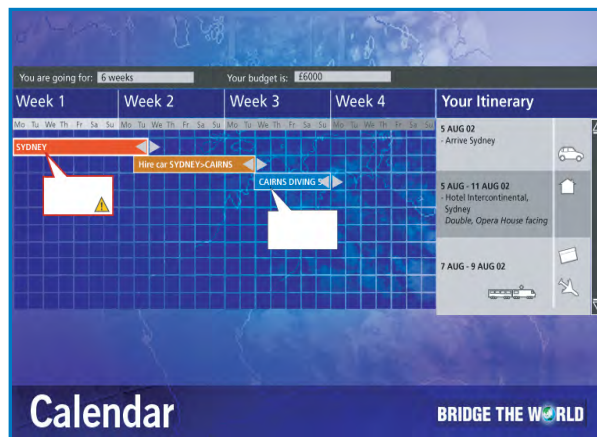 You are going for: 6 weeks Your budget is: £6000
Week 1 Week 2 Week 3 Week 4 Your Itinerary
Mo Tu We Th Fr Sa Su Mo Tu We Th Fr Sa Su Mo Tu We Th Fr Sa Su Mo Tu We Th Fr Sa Su
5 AUG 02
- Arrive Sydney
SYDNEY
Hire car SYDNEY>CAIRNS
CAIRNS DIVING
5 AUG - 11 AUG 02
- Hotel Intercontinental,
Sydney
Double, Opera House facing
7 AUG - 9 AUG 02
Calendar
BRIDGE THE WORLD